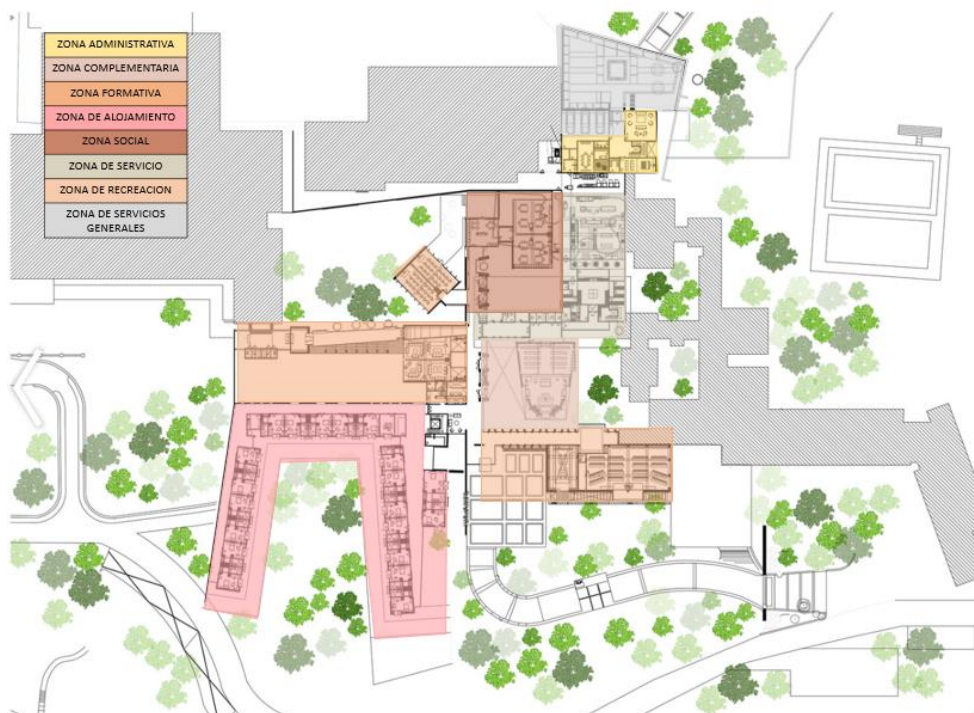 ZONA ADMINISTRATIVA
ZONA COMPLEMENTARIA
ZONA FORMATIVA
ZONA DE ALOJAMIENTO
ZONA SOCIAL
ZONA DE SERVICIO
ZONA DE RECREACION
ZONA DE SERVICIOS
GENERALES